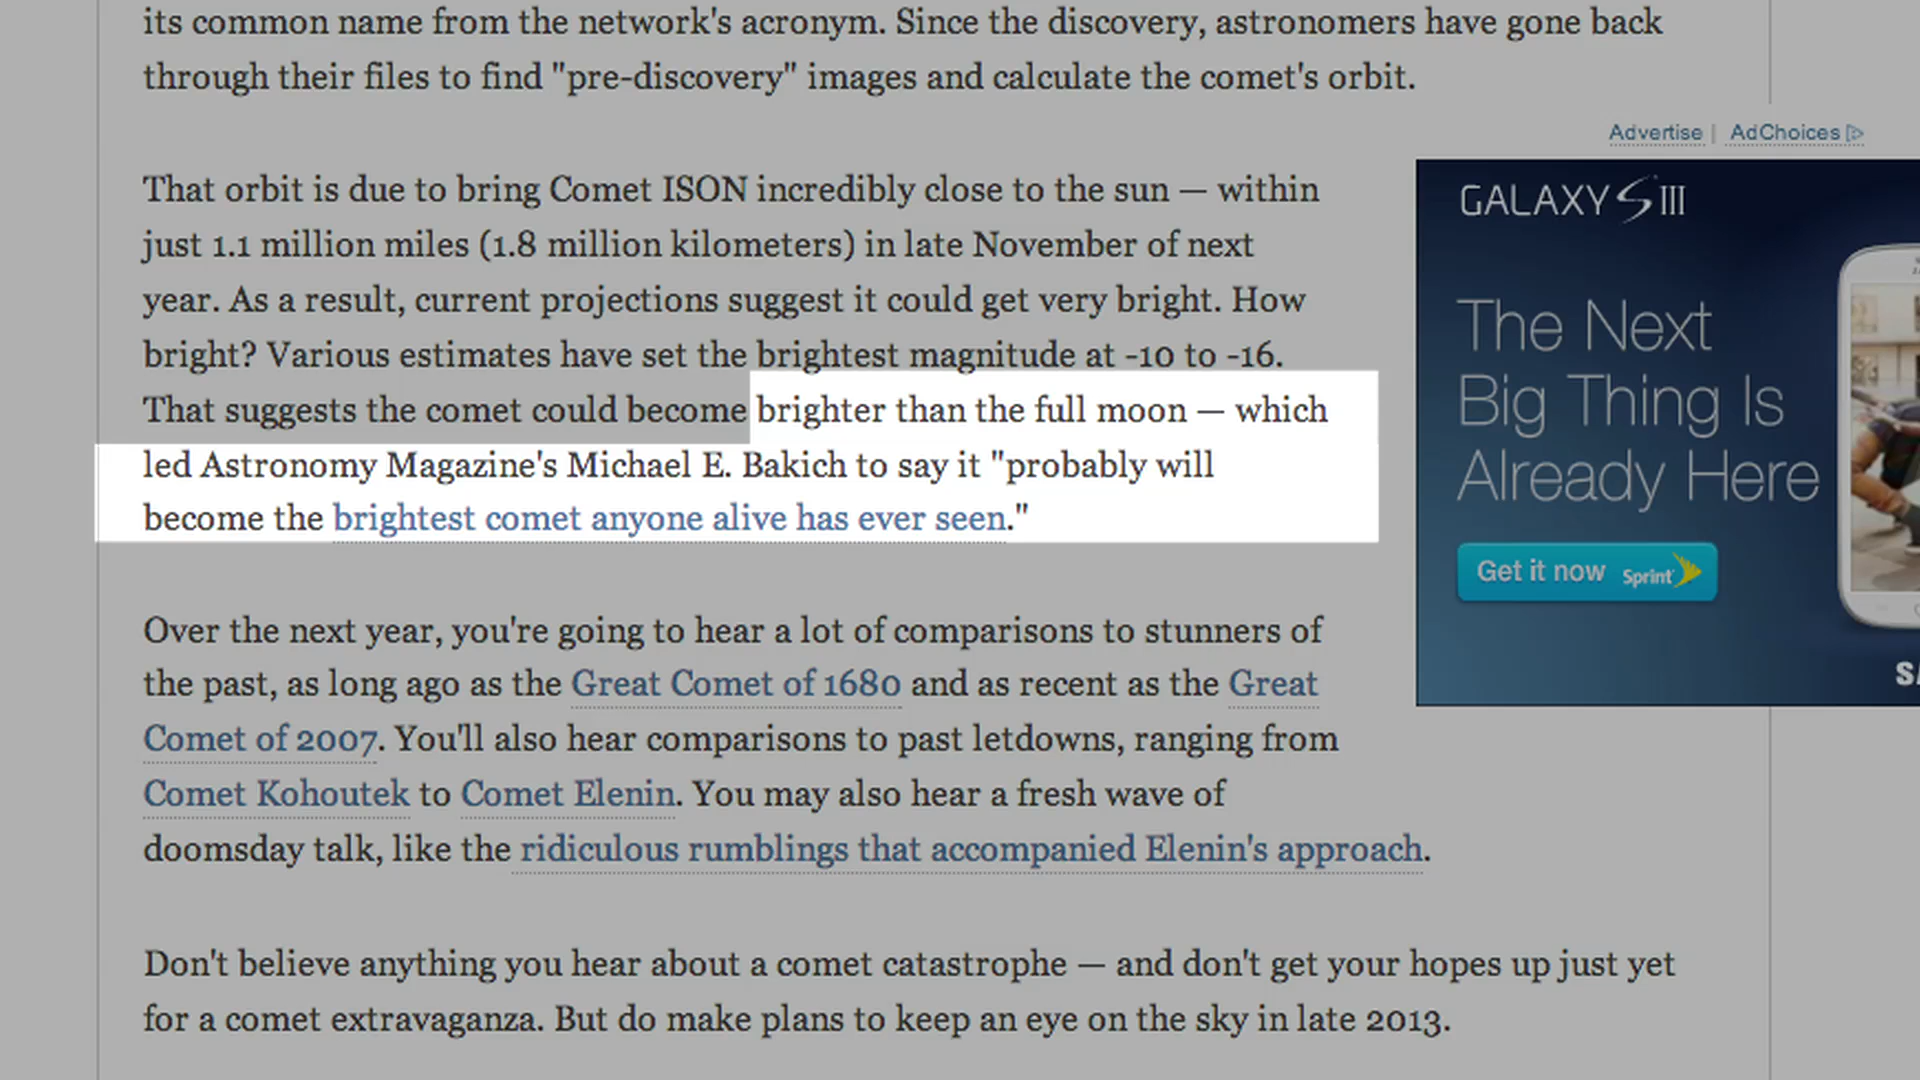 its common name from the network's acronym. Since the discovery, astronomers have gone back
through their files to find "pre-discovery" images and calculate the comet's orbit.
That orbit is due to bring Comet ISON incredibly close to the sun — within
just 1.1 million miles (1.8 million kilometers) in late November of next
year. As a result, current projections suggest it could get very bright. How
bright? Various estimates have set the brightest magnitude at -10 to -16.
That suggests the comet could become brighter than the full moon — which
led Astronomy Magazine's Michael E. Bakich to say it "probably will
become the brightest comet anyone alive has ever seen."
Over the next year, you're going to hear a lot of comparisons to stunners of
the past, as long ago as the Great Comet of 1680 and as recent as the Great
Comet of 2007. You'll also hear comparisons to past letdowns, ranging from
Comet Kohoutek to Comet Elenin. You may also hear a fresh wave of
doomsday talk, like the ridiculous rumblings that accompanied Elenin's approach.
Don't believe anything you hear about a comet catastrophe — and don't get your hopes up just yet
for a comet extravaganza. But do make plans to keep an eye on the sky in late 2013.
Advertise | AdChoices
GALAXY S III
The Next
Big Thing Is
Already Here
Get it now Sprint